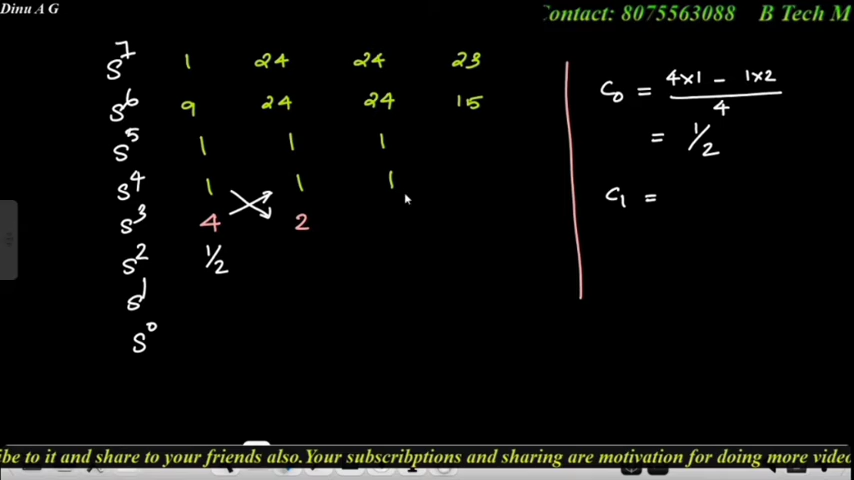 Dinu A G
Contact: 8075563088 B Tech M
s⁷ 1 24 24 23
s⁶ 9 24 24 15
s⁵ 1 1 1
s⁴ 1 1 1
s³ 4 2
s² 1/2
s¹
s⁰
C₀ = (4×1 - 1×2)/4
= 1/2
C₁ =
be to it and share to your friends also.Your subscribptions and sharing are motivation for doing more video